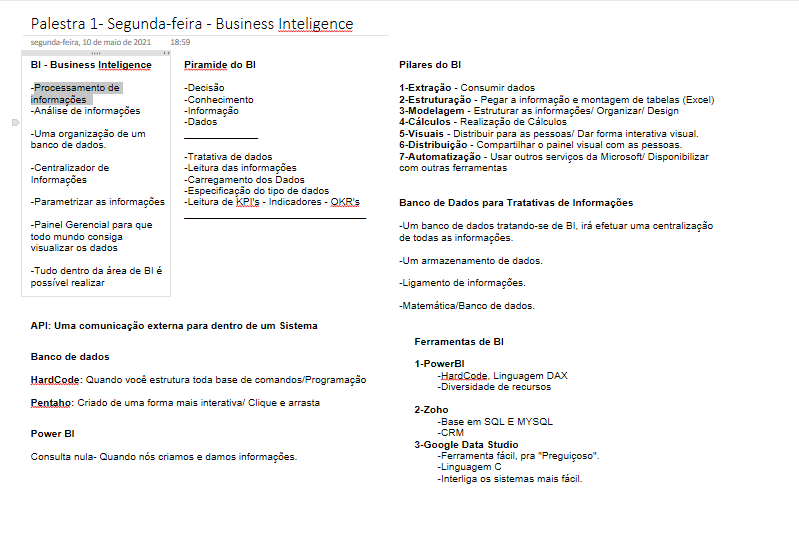 Palestra 1- Segunda-feira - Business Inteligence
segunda-feira, 10 de maio de 2021 18:59
BI - Business Inteligence
-Processamento de
informações
-Análise de informações
-Uma organização de um
banco de dados.
-Centralizador de
Informações
-Parametrizar as informações
-Painel Gerencial para que
todo mundo consiga
visualizar os dados
-Tudo dentro da área de BI é
possível realizar
Piramide do BI
-Decisão
-Conhecimento
-Informação
-Dados
-Tratativa de dados
-Leitura das informações
-Carregamento dos Dados
-Especificação do tipo de dados
-Leitura de KPI's - Indicadores - OKR's
Pilares do BI
1-Extração - Consumir dados
2-Estruturação - Pegar a informação e montagem de tabelas (Excel)
3-Modelagem - Estruturar as informações/ Organizar/ Design
4-Cálculos - Realização de Cálculos
5-Visuais - Distribuir para as pessoas/ Dar forma interativa visual.
6-Distribuição - Compartilhar o painel visual com as pessoas.
7-Automatização - Usar outros serviços da Microsoft/ Disponibilizar
com outras ferramentas
Banco de Dados para Tratativas de Informações
-Um banco de dados tratando-se de BI, irá efetuar uma centralização
de todas as informações.
-Um armazenamento de dados.
-Ligamento de informações.
-Matemática/Banco de dados.
API: Uma comunicação externa para dentro de um Sistema
Banco de dados
HardCode: Quando você estrutura toda base de comandos/Programação
Pentaho: Criado de uma forma mais interativa/ Clique e arrasta
Power BI
Consulta nula- Quando nós criamos e damos informações.
Ferramentas de BI
1-PowerBI
-HardCode, Linguagem DAX
-Diversidade de recursos
2-Zoho
-Base em SQL E MYSQL
-CRM
3-Google Data Studio
-Ferramenta fácil, pra "Preguiçoso".
-Linguagem C
-Interliga os sistemas mais fácil.